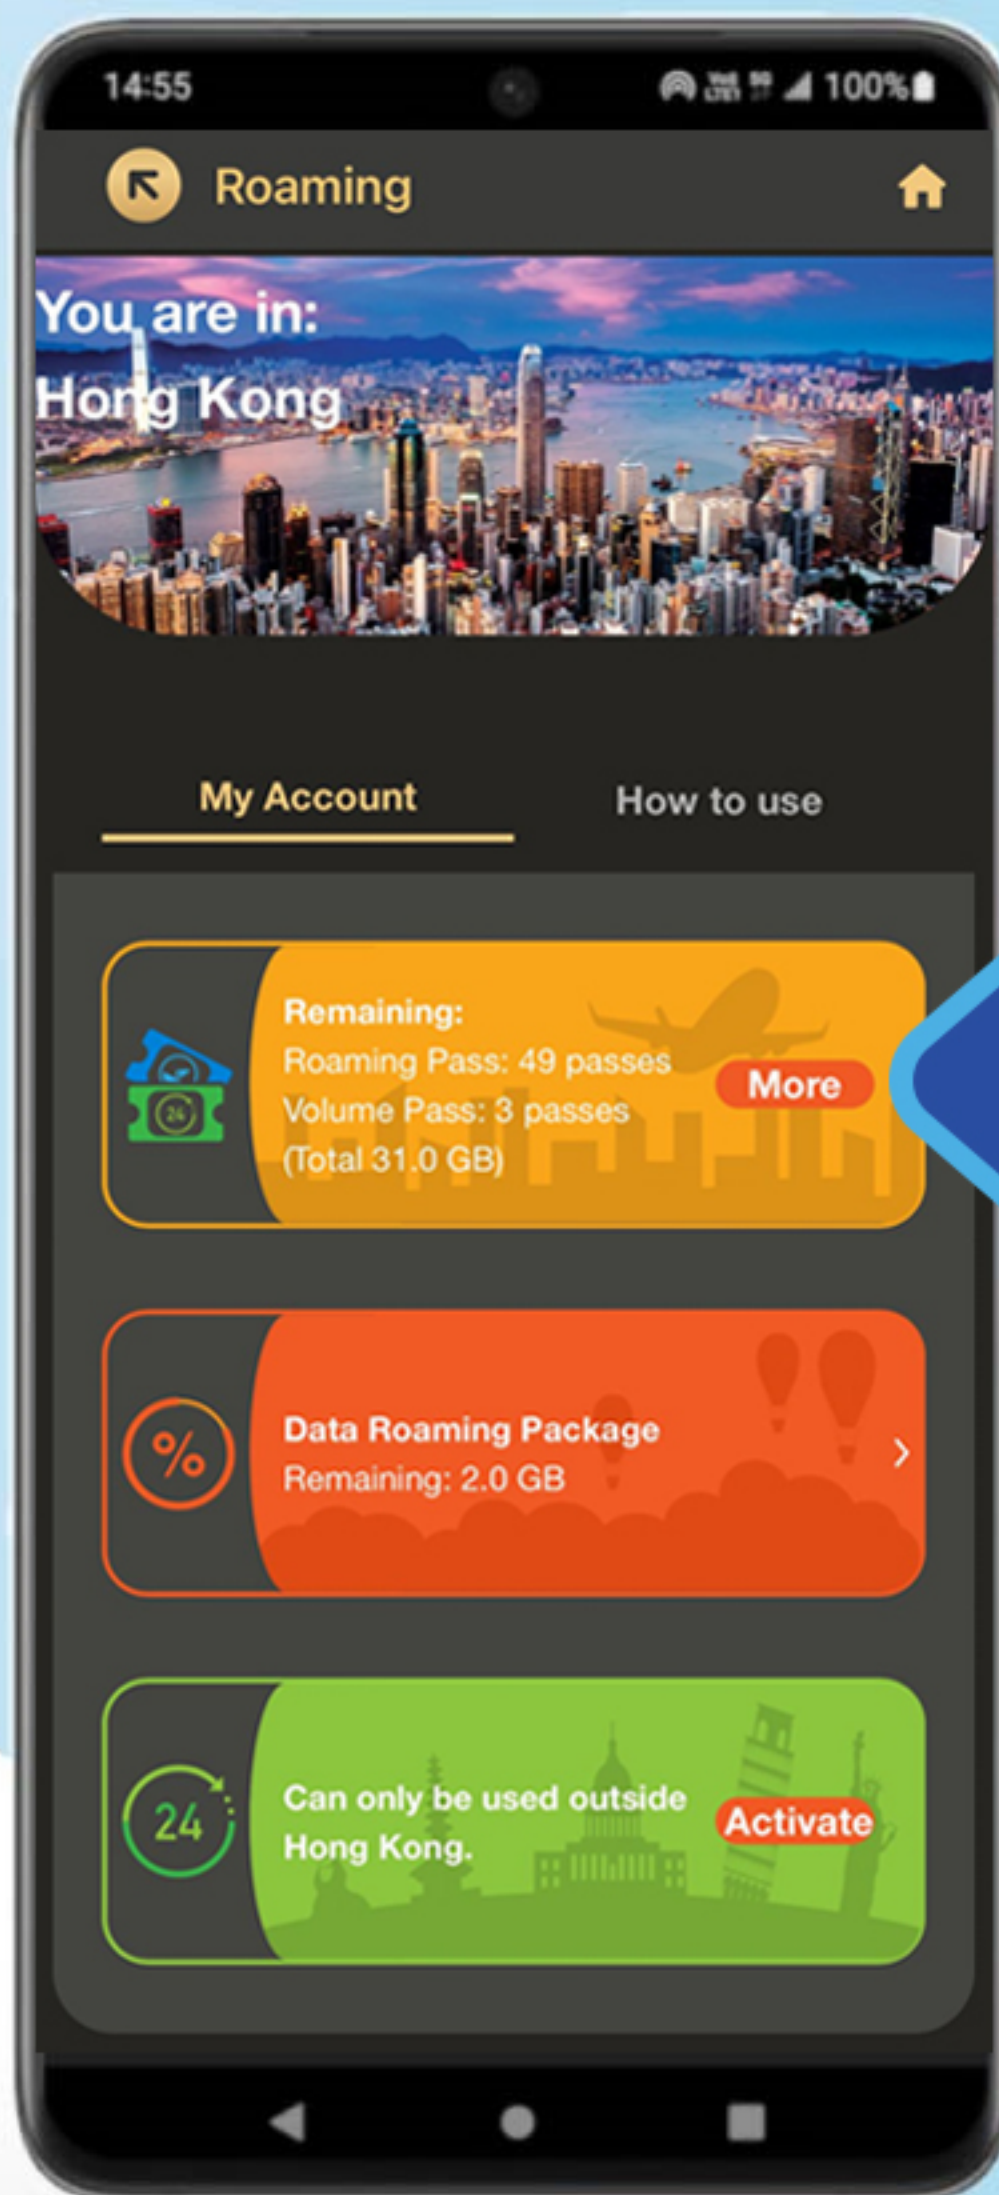 14:55
100%
Roaming
You are in:
Hong Kong
My Account
How to use
Remaining:
Roaming Pass: 49 passes
Volume Pass: 3 passes
(Total 31.0 GB)
More
24
%
Data Roaming Package
Remaining: 2.0 GB
24
Can only be used outside
Hong Kong.
Activate